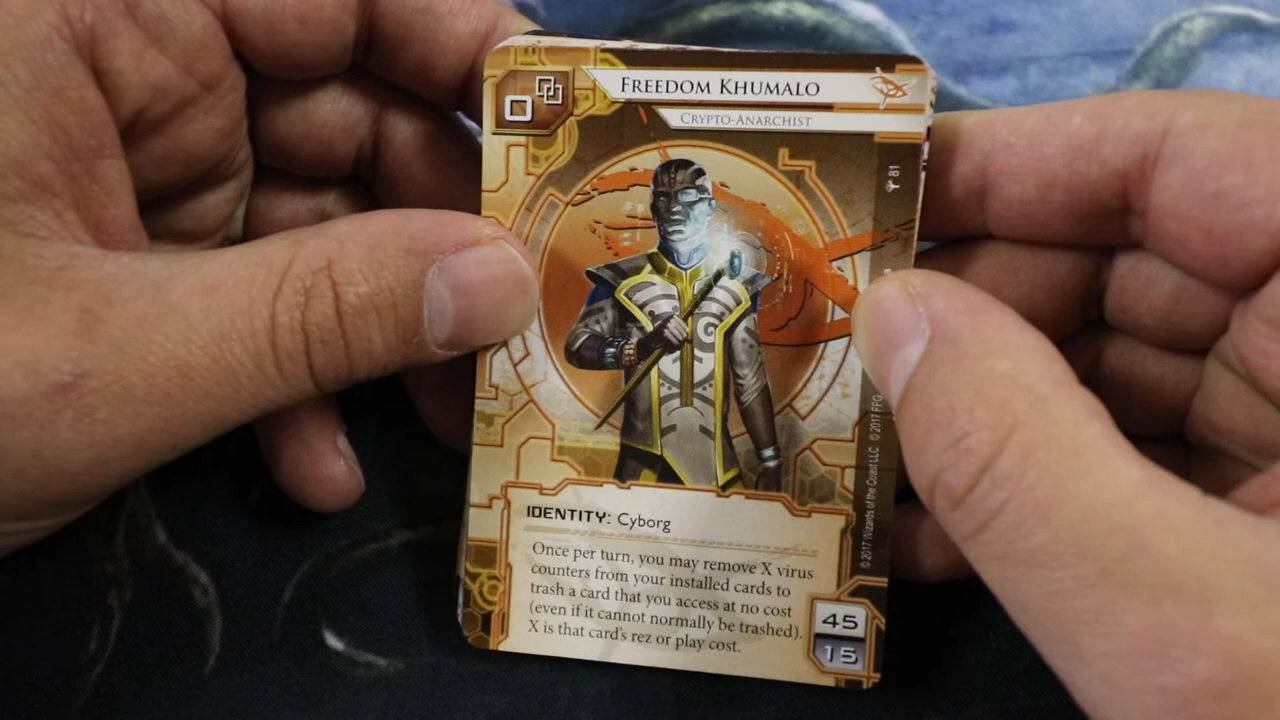 0
FREEDOM KHUMALO
CRYPTO-ANARCHIST
81
IDENTITY: Cyborg
Once per turn, you may remove X virus
counters from your installed cards to
trash a card that you access at no cost
(even if it cannot normally be trashed).
X is that card's rez or play cost.
45
15
© 2017 Wizards of the Coast LLC © 2017 FFG